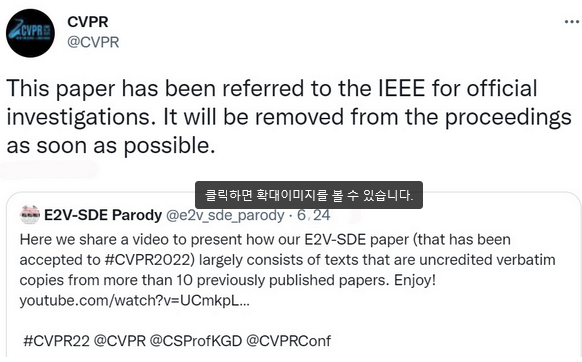 CVPR
@CVPR
This paper has been referred to the IEEE for official
investigations. It will be removed from the proceedings
as soon as possible.
클릭하면 확대이미지를 볼 수 있습니다.
E2V-SDE Parody @e2v_sde_parody · 6.24
Here we share a video to present how our E2V-SDE paper (that has been
accepted to #CVPR2022) largely consists of texts that are uncredited verbatim
copies from more than 10 previously published papers. Enjoy!
youtube.com/watch?v=UCmkpL...
#CVPR22 @CVPR @CSProfKGD @CVPRConf